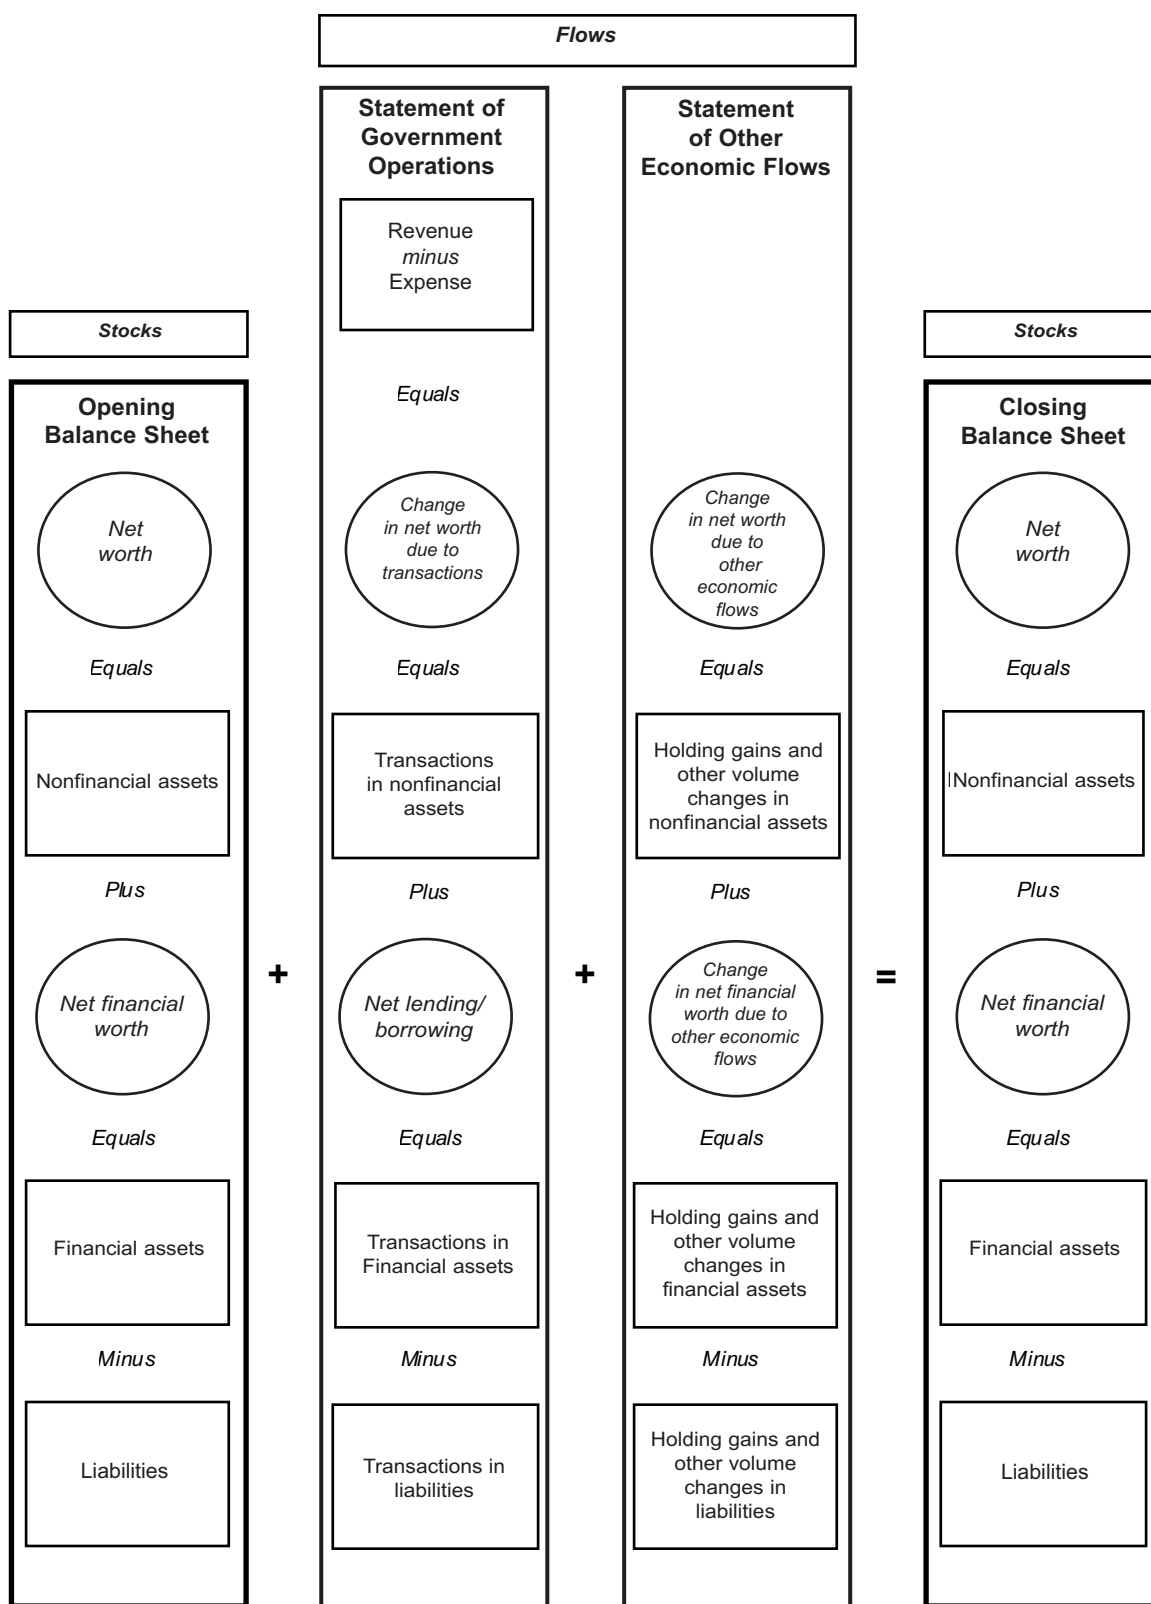 Flows
Statement of
Government
Operations
Revenue
minus
Expense
Equals
Change
in net worth
due to
transactions
Equals
Transactions
in nonfinancial
assets
Plus
Net lending/
borrowing
Equals
Transactions in
Financial assets
Minus
Transactions in
liabilities
Statement
of Other
Economic Flows
Change
in net worth
due to
other
economic
flows
Equals
Holding gains and
other volume
changes in
nonfinancial assets
Plus
Change
in net financial
worth due to
other economic
flows
Equals
Holding gains and
other volume
changes in
financial assets
Minus
Holding gains and
other volume
changes in
liabilities
Stocks
Opening
Balance Sheet
Net
worth
Equals
Nonfinancial assets
Plus
Net financial
worth
Equals
Financial assets
Minus
Liabilities
+
+
=
Stocks
Closing
Balance Sheet
Net
worth
Equals
Nonfinancial assets
Plus
Net financial
worth
Equals
Financial assets
Minus
Liabilities